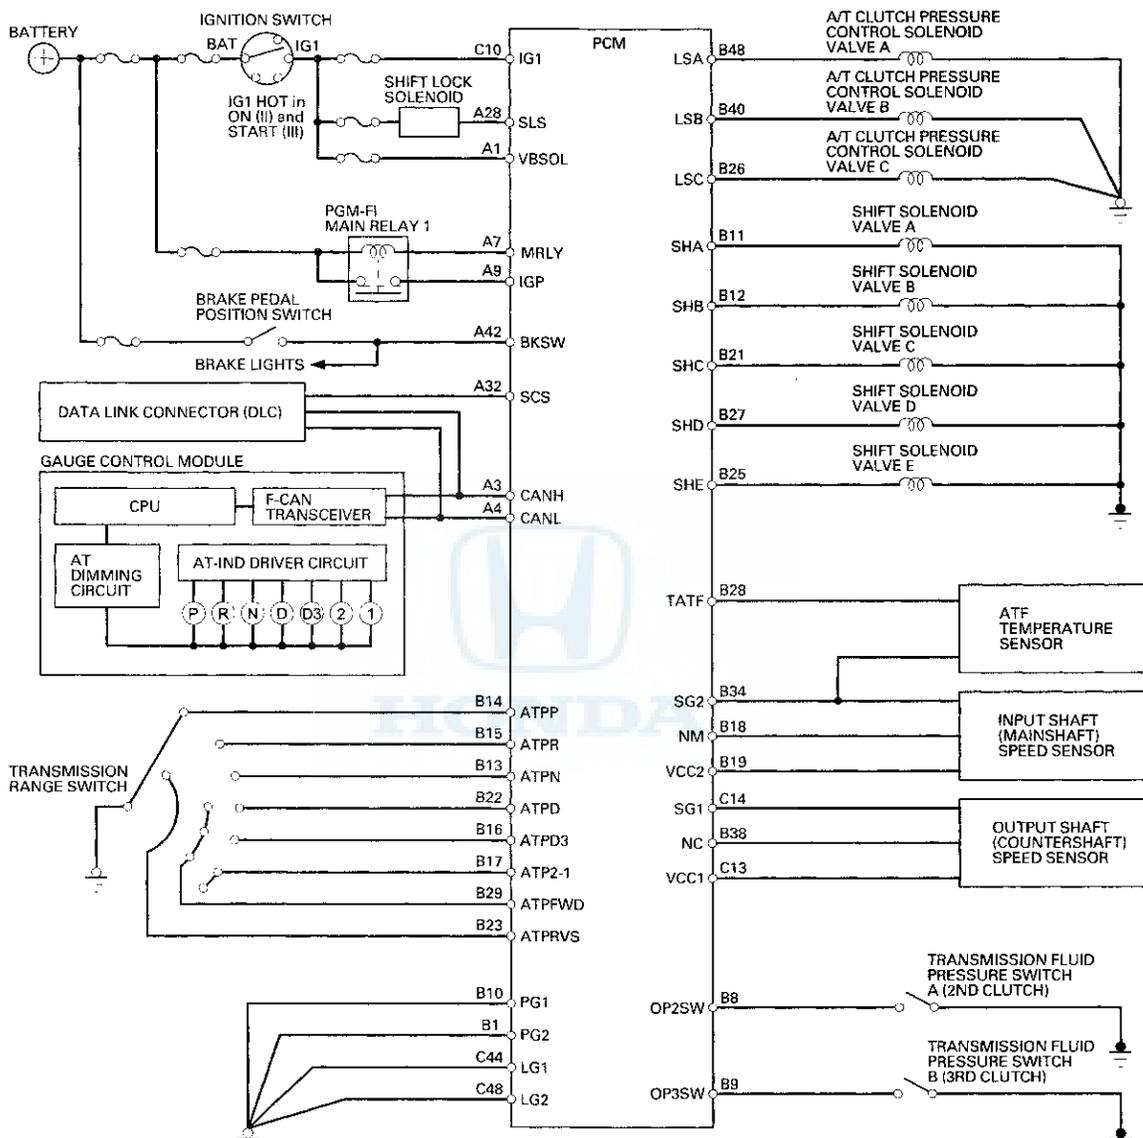 BATTERY
IGNITION SWITCH
BAT
IG1
IG1 HOT in
ON (II) and
START (III)
SHIFT LOCK
SOLENOID
PGM-FI
MAIN RELAY 1
BRAKE PEDAL
POSITION SWITCH
BRAKE LIGHTS
DATA LINK CONNECTOR (DLC)
GAUGE CONTROL MODULE
CPU
F-CAN
TRANSCEIVER
AT
DIMMING
CIRCUIT
AT-IND DRIVER CIRCUIT
P R N D D3 2 1
TRANSMISSION
RANGE SWITCH
PCM
C10 IG1
A28 SLS
A1 VBSOL
A7 MRLY
A9 IGP
A42 BKSW
A32 SCS
A3 CANH
A4 CANL
B14 ATPP
B15 ATPR
B13 ATPN
B22 ATPD
B16 ATPD3
B17 ATP2-1
B29 ATPFWD
B23 ATPRVS
B10 PG1
B1 PG2
C44 LG1
C48 LG2
HONDA
LSA B48
A/T CLUTCH PRESSURE
CONTROL SOLENOID
VALVE A
LSB B40
A/T CLUTCH PRESSURE
CONTROL SOLENOID
VALVE B
LSC B26
A/T CLUTCH PRESSURE
CONTROL SOLENOID
VALVE C
SHA B11
SHIFT SOLENOID
VALVE A
SHB B12
SHIFT SOLENOID
VALVE B
SHC B21
SHIFT SOLENOID
VALVE C
SHD B27
SHIFT SOLENOID
VALVE D
SHE B25
SHIFT SOLENOID
VALVE E
TATF B28
ATF
TEMPERATURE
SENSOR
SG2 B34
NM B18
VCC2 B19
INPUT SHAFT
(MAINSHAFT)
SPEED SENSOR
SG1 C14
NC B38
VCC1 C13
OUTPUT SHAFT
(COUNTERSHAFT)
SPEED SENSOR
OP2SW B8
TRANSMISSION FLUID
PRESSURE SWITCH
A (2ND CLUTCH)
OP3SW B9
TRANSMISSION FLUID
PRESSURE SWITCH
B (3RD CLUTCH)